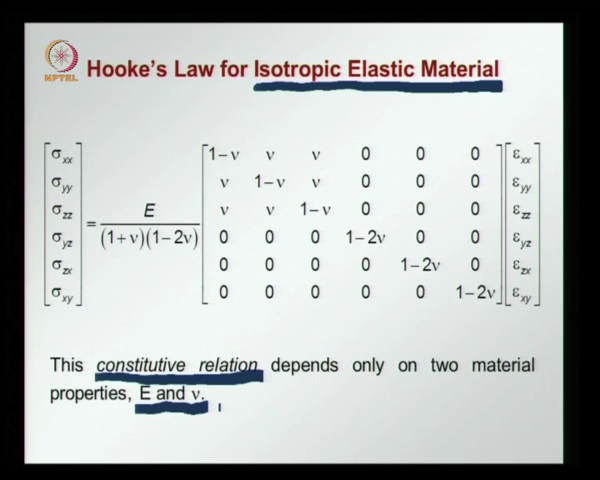 NPTEL
Hooke's Law for Isotropic Elastic Material
σxx 1−ν ν ν 0 0 0 εxx
σyy ν 1−ν ν 0 0 0 εyy
σzz = E/(1+ν)(1−2ν) ν ν 1−ν 0 0 0 εzz
σyz 0 0 0 1−2ν 0 0 εyz
σzx 0 0 0 0 1−2ν 0 εzx
σxy 0 0 0 0 0 1−2ν εxy
This constitutive relation depends only on two material
properties, E and ν.